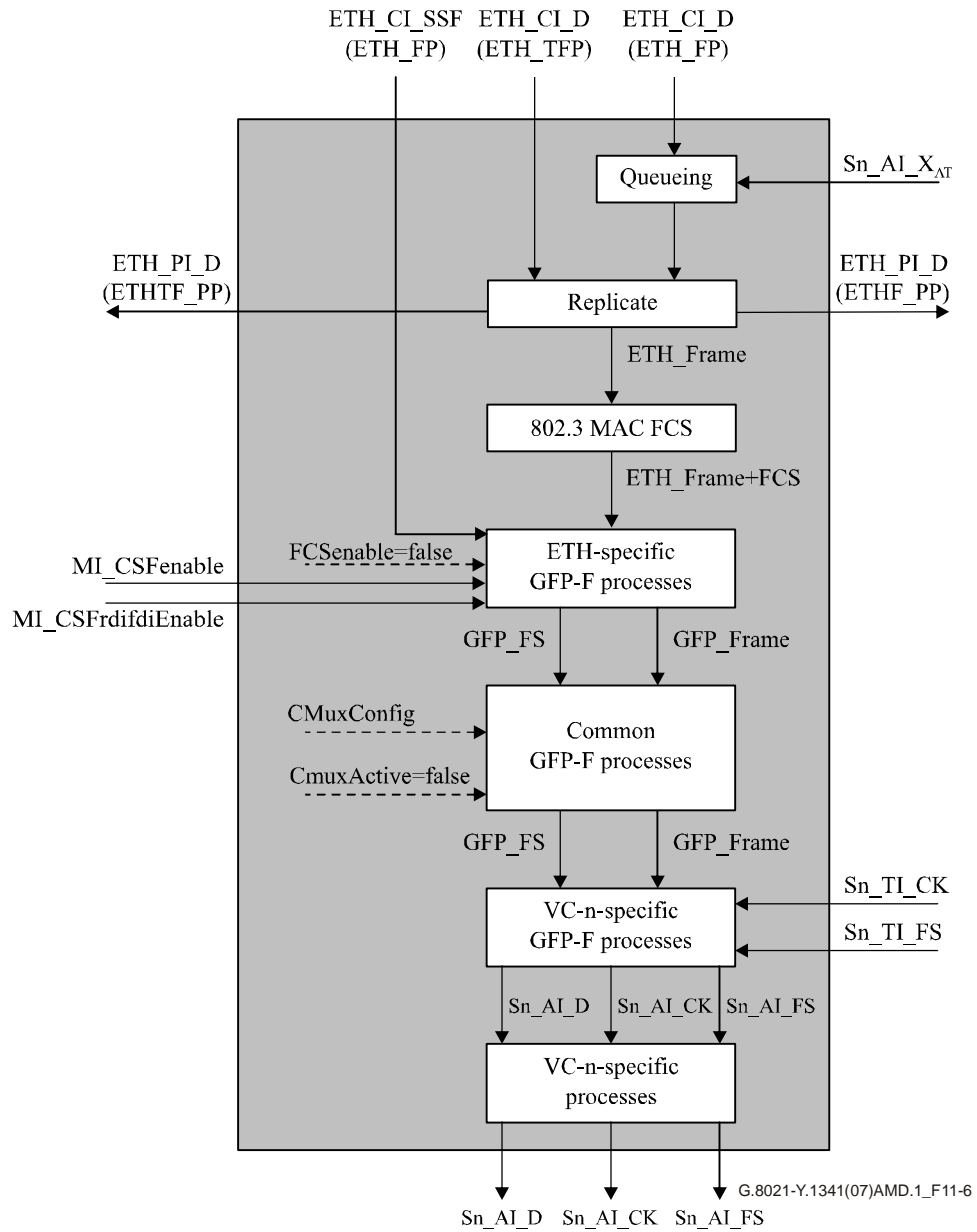 ETH_CI_SSF
(ETH_FP)
ETH_CI_D
(ETH_TFP)
ETH_CI_D
(ETH_FP)
Queueing
Sn_AI_X_AT
ETH_PI_D
(ETHTF_PP)
Replicate
ETH_PI_D
(ETHF_PP)
ETH_Frame
802.3 MAC FCS
ETH_Frame+FCS
FCSenable=false
ETH-specific
GFP-F processes
MI_CSFenable
MI_CSFrdifdiEnable
GFP_FS
GFP_Frame
CMuxConfig
CmuxActive=false
Common
GFP-F processes
GFP_FS
GFP_Frame
VC-n-specific
GFP-F processes
Sn_TI_CK
Sn_TI_FS
Sn_AI_D
Sn_AI_CK
Sn_AI_FS
VC-n-specific
processes
G.8021-Y.1341(07)AMD.1_F11-6
Sn_AI_D
Sn_AI_CK
Sn_AI_FS